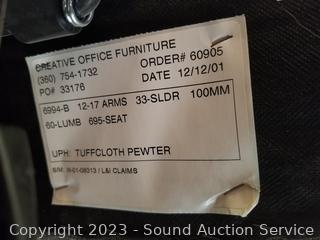 CREATIVE OFFICE FURNITURE
(360) 754-1732 ORDER# 60905
PO# 33176 DATE 12/12/01
6994-B 12-17 ARMS 33-SLDR 100MM
60-LUMB 695-SEAT
UPH: TUFFCLOTH PEWTER
/ L&I CLAIMS
Copyright 2023 - Sound Auction Service